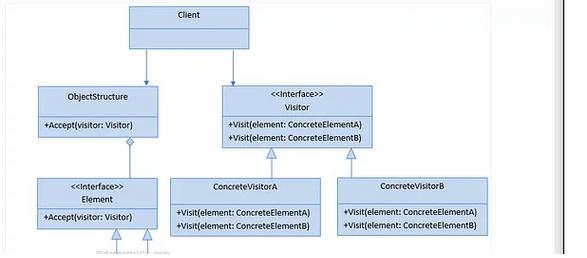 Client
ObjectStructure
+Accept(visitor: Visitor)
<<Interface>>
Visitor
+Visit(element: ConcreteElementA)
+Visit(element: ConcreteElementB)
<<Interface>>
Element
+Accept(visitor: Visitor)
ConcreteVisitorA
+Visit(element: ConcreteElementA)
+Visit(element: ConcreteElementB)
ConcreteVisitorB
+Visit(element: ConcreteElementA)
+Visit(element: ConcreteElementB)